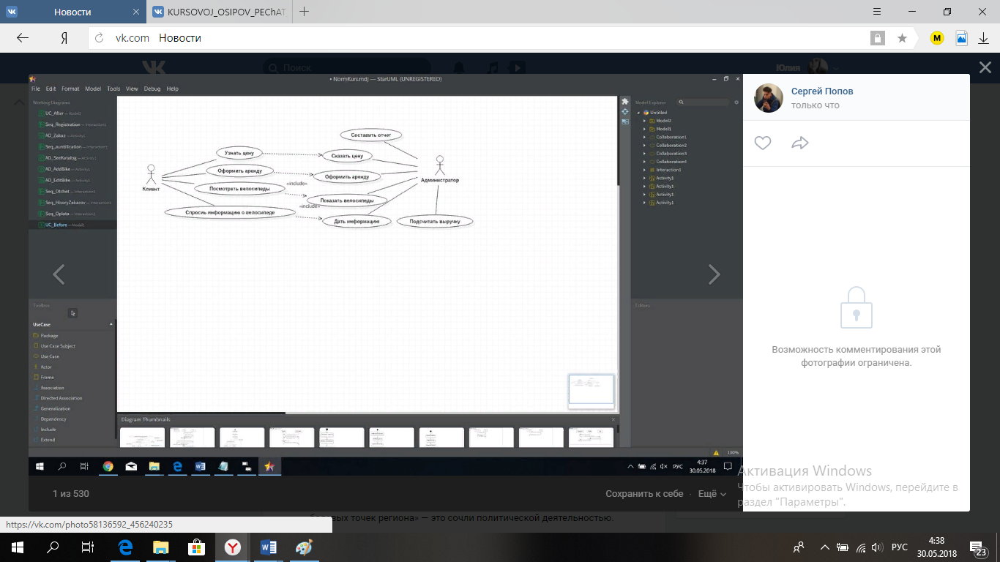 Новости
KURSOVOJ_OSIPOV_PEChAT
vk.com Новости
M
Поиск
Юлия
• NormKurs.mdj — StarUML (UNREGISTERED)
File Edit Format Model Tools View Debug Help
Working Diagrams
UC_After — Model2
Seq_Registration — Interaction1
AD_Zakaz — Activity1
Seq_auntification — Interaction1
AD_SeeKatalog — Activity1
AD_AddBike — Activity1
AD_EditBike — Activity1
Seq_Otchet — Interaction1
Seq_HisoryZakazov — Interaction1
Seq_Oplata — Interaction1
UC_Before — Model1
Toolbox
UseCase
Package
Use Case Subject
Use Case
Actor
Frame
Association
Directed Association
Generalization
Dependency
Include
Extend
Составить отчет
Узнать цену
Сказать цену
Оформить аренду
Оформить аренду
Клиент
Администратор
«include»
Посмотреть велосипеды
Показать велосипеды
«include»
Спросиь информацию о велосипеде
Дать информацию
Подсчитать выручку
Diagram Thumbnails
Model Explorer
Untitled
Model2
Model1
Collaboration1
Collaboration2
Collaboration3
Collaboration4
Interaction1
Activity1
Activity1
Activity1
Activity1
Editors
100%
РУС
4:37
30.05.2018
1 из 530
Сохранить к себе · Ещё
Сергей Попов
только что
Возможность комментирования этой
фотографии ограничена.
Активация Windows
Чтобы активировать Windows, перейдите в
раздел "Параметры".
https://vk.com/photo58136592_456240235
точек региона» — это сочли политической деятельностью.
РУС
4:38
30.05.2018
23